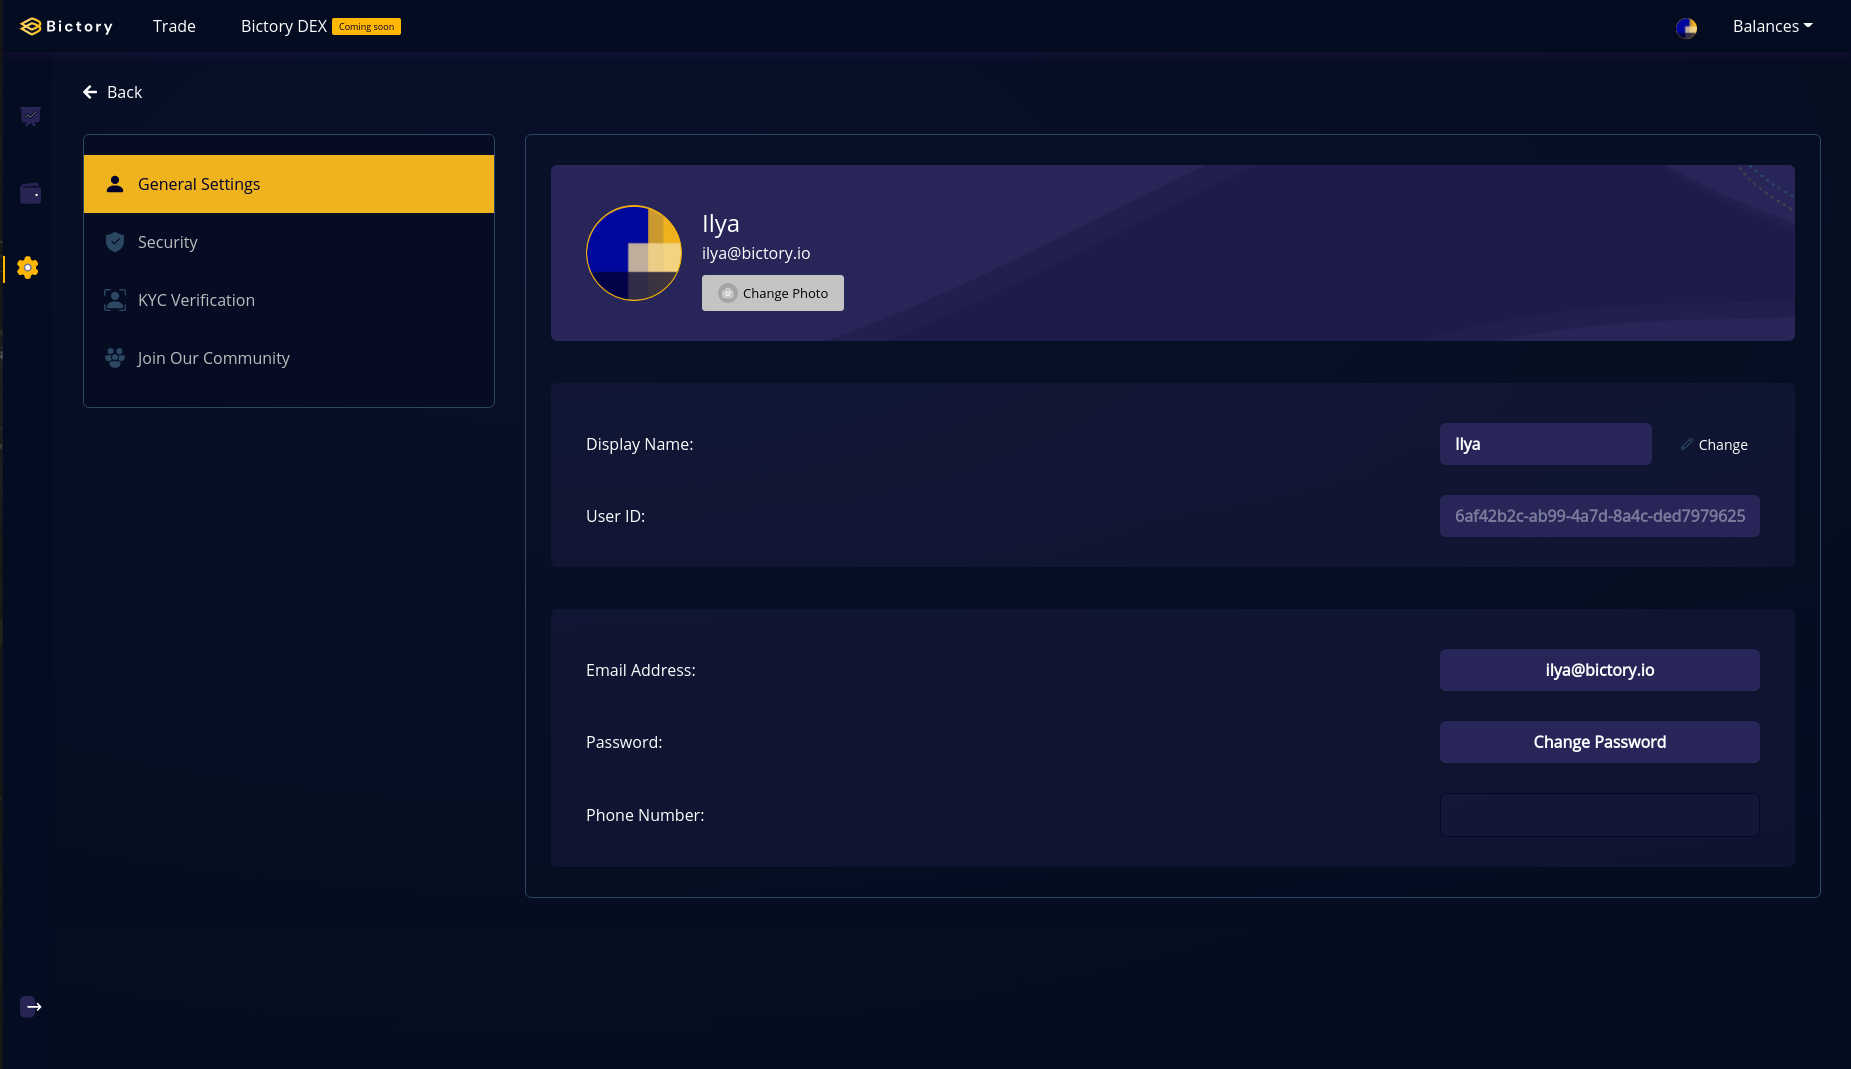 Bictory
Trade
Bictory DEX
Coming soon
Balances
Back
General Settings
Security
KYC Verification
Join Our Community
Ilya
ilya@bictory.io
Change Photo
Display Name:
Ilya
Change
User ID:
6af42b2c-ab99-4a7d-8a4c-ded7979625
Email Address:
ilya@bictory.io
Password:
Change Password
Phone Number: